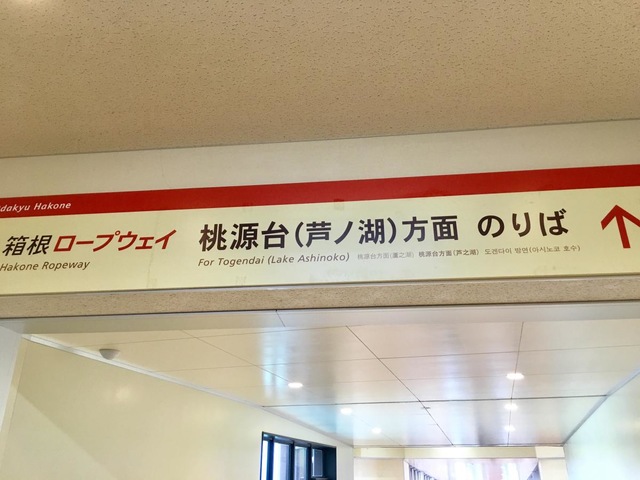 dakyu Hakone
箱根ロープウェイ 桃源台(芦ノ湖)方面 のりば ↑
Hakone Ropeway For Togendai (Lake Ashinoko) 桃源台方面(蘆之湖) 桃源台方面(芦之湖) 도겐다이 방면(아시노코 호수)